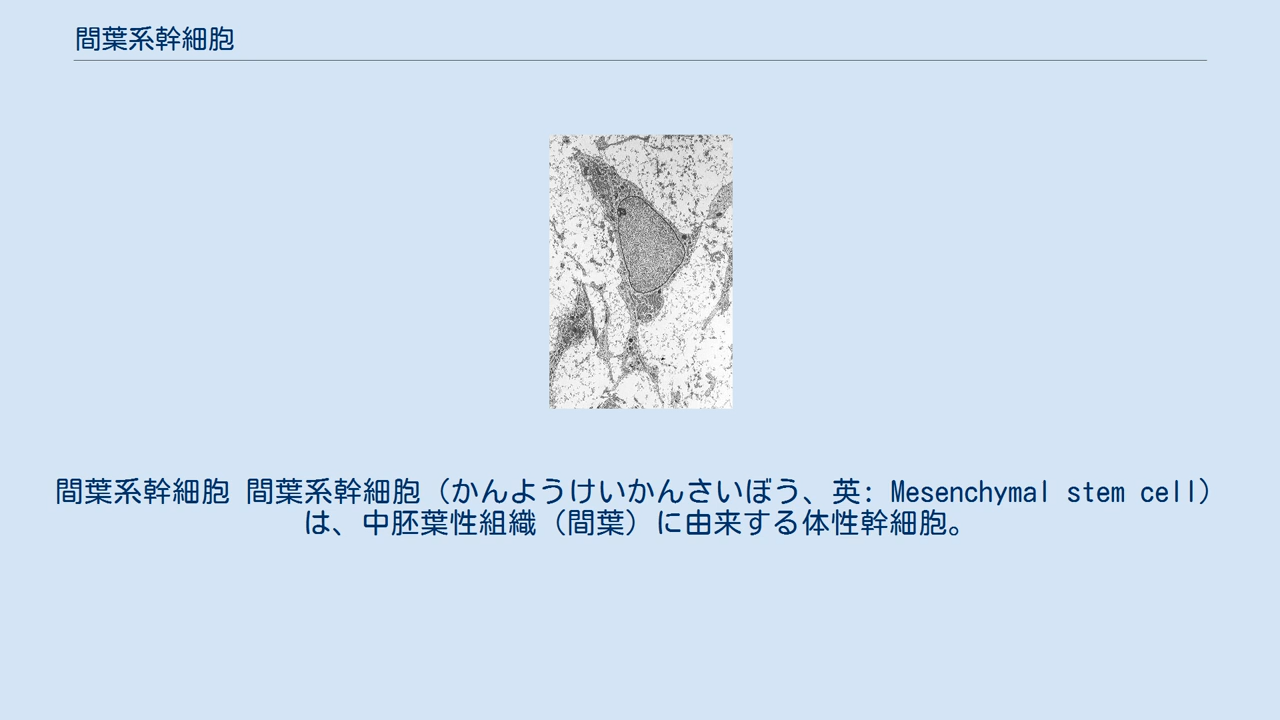 間葉系幹細胞
間葉系幹細胞 間葉系幹細胞（かんようけいかんさいぼう、英: Mesenchymal stem cell）
は、中胚葉性組織（間葉）に由来する体性幹細胞。